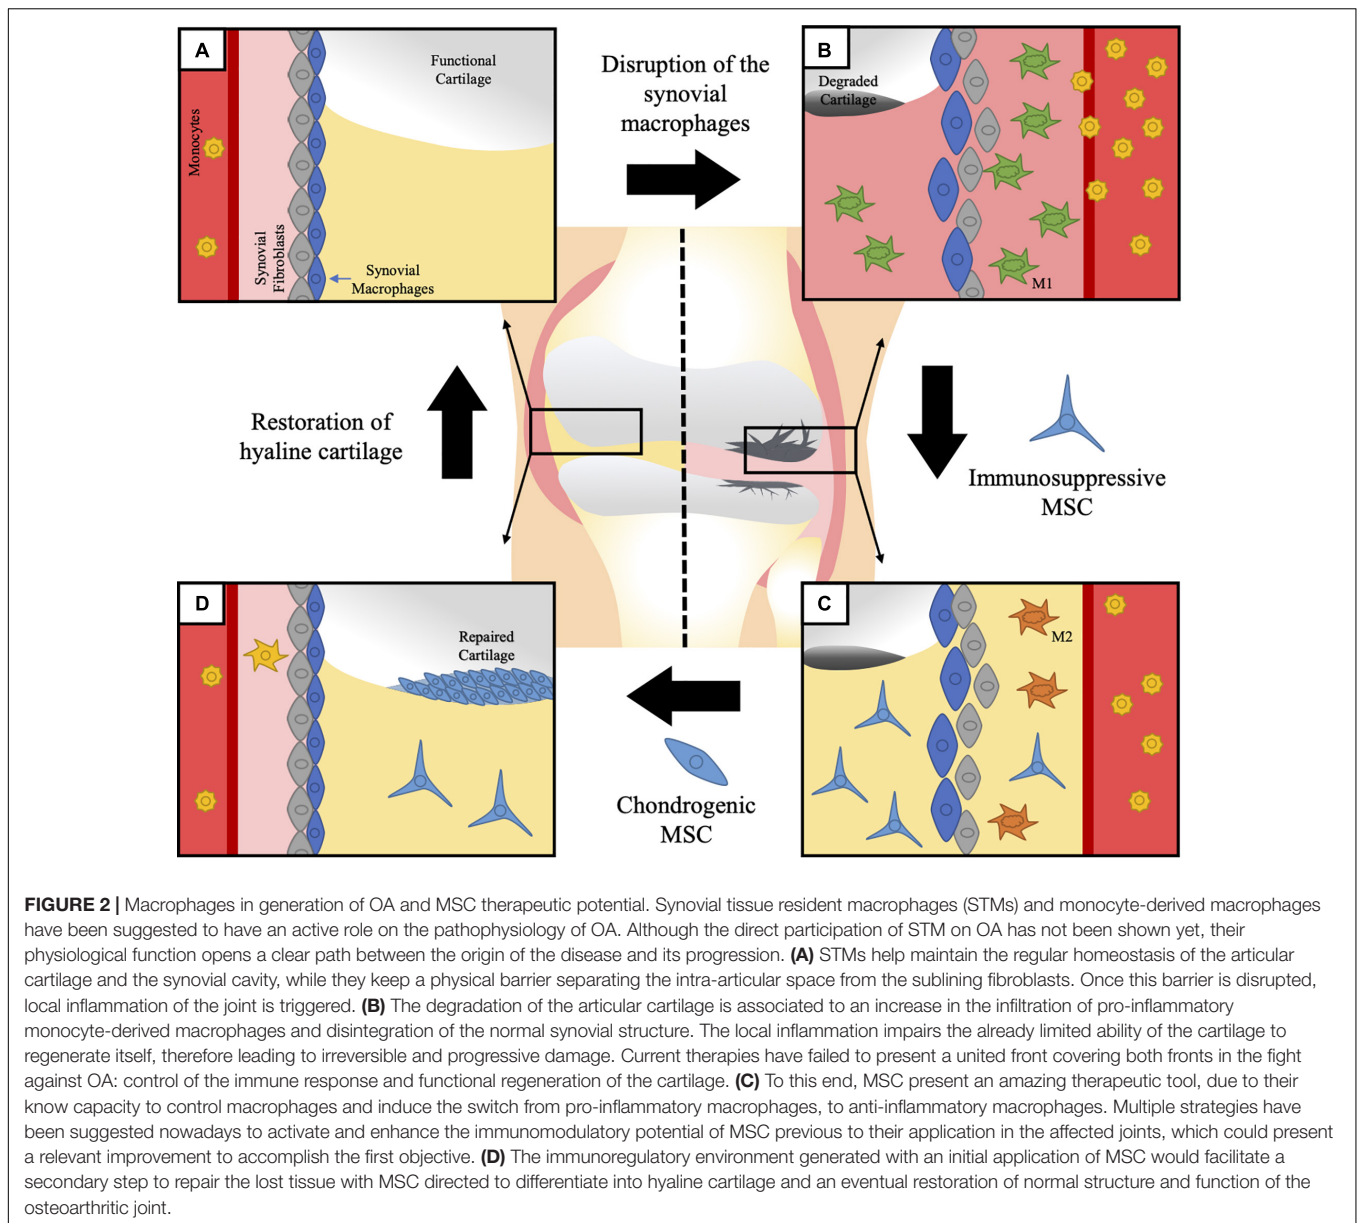 A
Functional
Cartilage
Monocytes
Synovial
Fibroblasts
Synovial
Macrophages
Disruption of the
synovial
macrophages
B
Degraded
Cartilage
M1
Restoration of
hyaline cartilage
Immunosuppressive
MSC
D
Repaired
Cartilage
C
M2
Chondrogenic
MSC
FIGURE 2 | Macrophages in generation of OA and MSC therapeutic potential. Synovial tissue resident macrophages (STMs) and monocyte-derived macrophages
have been suggested to have an active role on the pathophysiology of OA. Although the direct participation of STM on OA has not been shown yet, their
physiological function opens a clear path between the origin of the disease and its progression. (A) STMs help maintain the regular homeostasis of the articular
cartilage and the synovial cavity, while they keep a physical barrier separating the intra-articular space from the sublining fibroblasts. Once this barrier is disrupted,
local inflammation of the joint is triggered. (B) The degradation of the articular cartilage is associated to an increase in the infiltration of pro-inflammatory
monocyte-derived macrophages and disintegration of the normal synovial structure. The local inflammation impairs the already limited ability of the cartilage to
regenerate itself, therefore leading to irreversible and progressive damage. Current therapies have failed to present a united front covering both fronts in the fight
against OA: control of the immune response and functional regeneration of the cartilage. (C) To this end, MSC present an amazing therapeutic tool, due to their
know capacity to control macrophages and induce the switch from pro-inflammatory macrophages, to anti-inflammatory macrophages. Multiple strategies have
been suggested nowadays to activate and enhance the immunomodulatory potential of MSC previous to their application in the affected joints, which could present
a relevant improvement to accomplish the first objective. (D) The immunoregulatory environment generated with an initial application of MSC would facilitate a
secondary step to repair the lost tissue with MSC directed to differentiate into hyaline cartilage and an eventual restoration of normal structure and function of the
osteoarthritic joint.